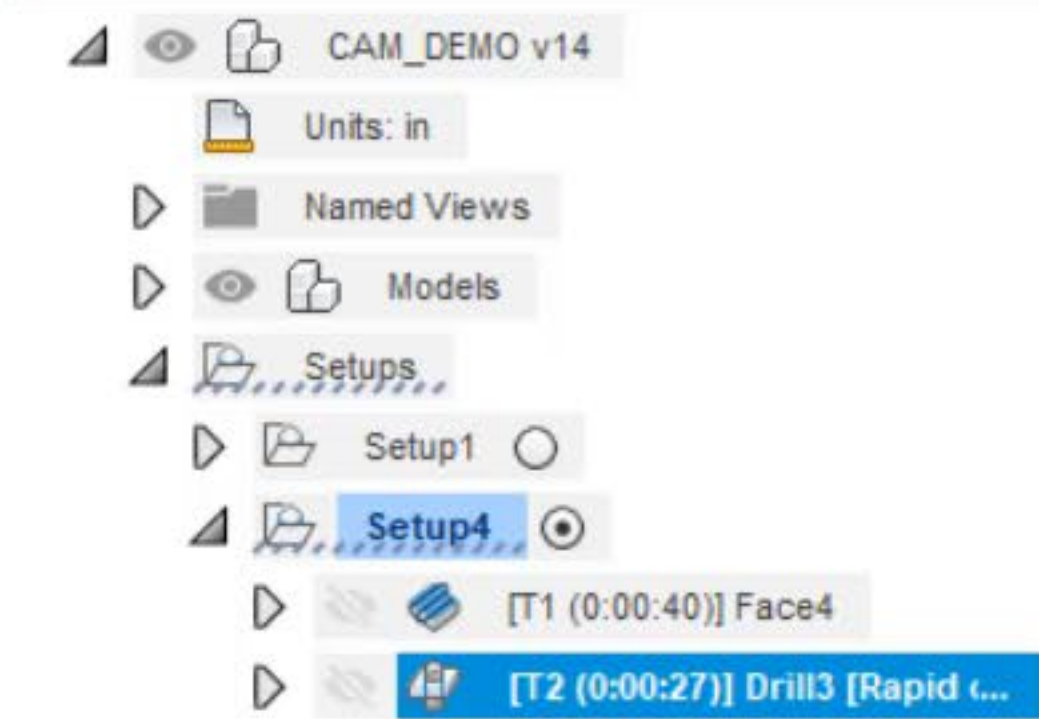 CAM_DEMO v14
Units: in
Named Views
Models
Setups
Setup1
Setup4
[T1 (0:00:40)] Face4
[T2 (0:00:27)] Drill3 [Rapid c...